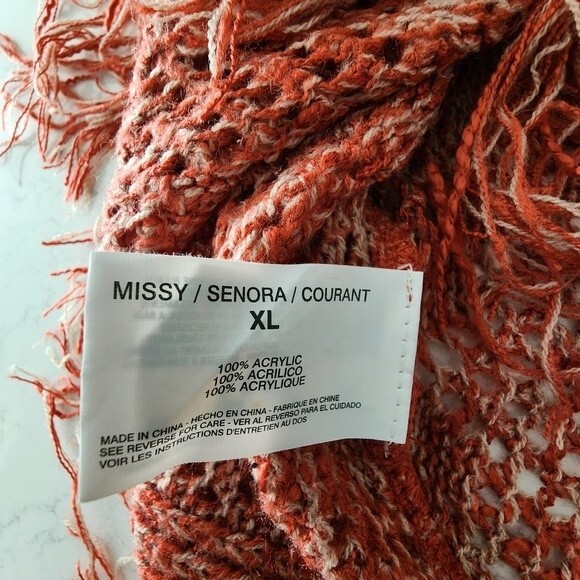 MISSY / SENORA / COURANT
XL
100% ACRYLIC
100% ACRILICO
100% ACRYLIQUE
MADE IN CHINA - HECHO EN CHINA - FABRIQUE EN CHINE
SEE REVERSE FOR CARE - VER AL REVERSO PARA EL CUIDADO
VOIR LES INSTRUCTIONS D'ENTRETIEN AU DOS